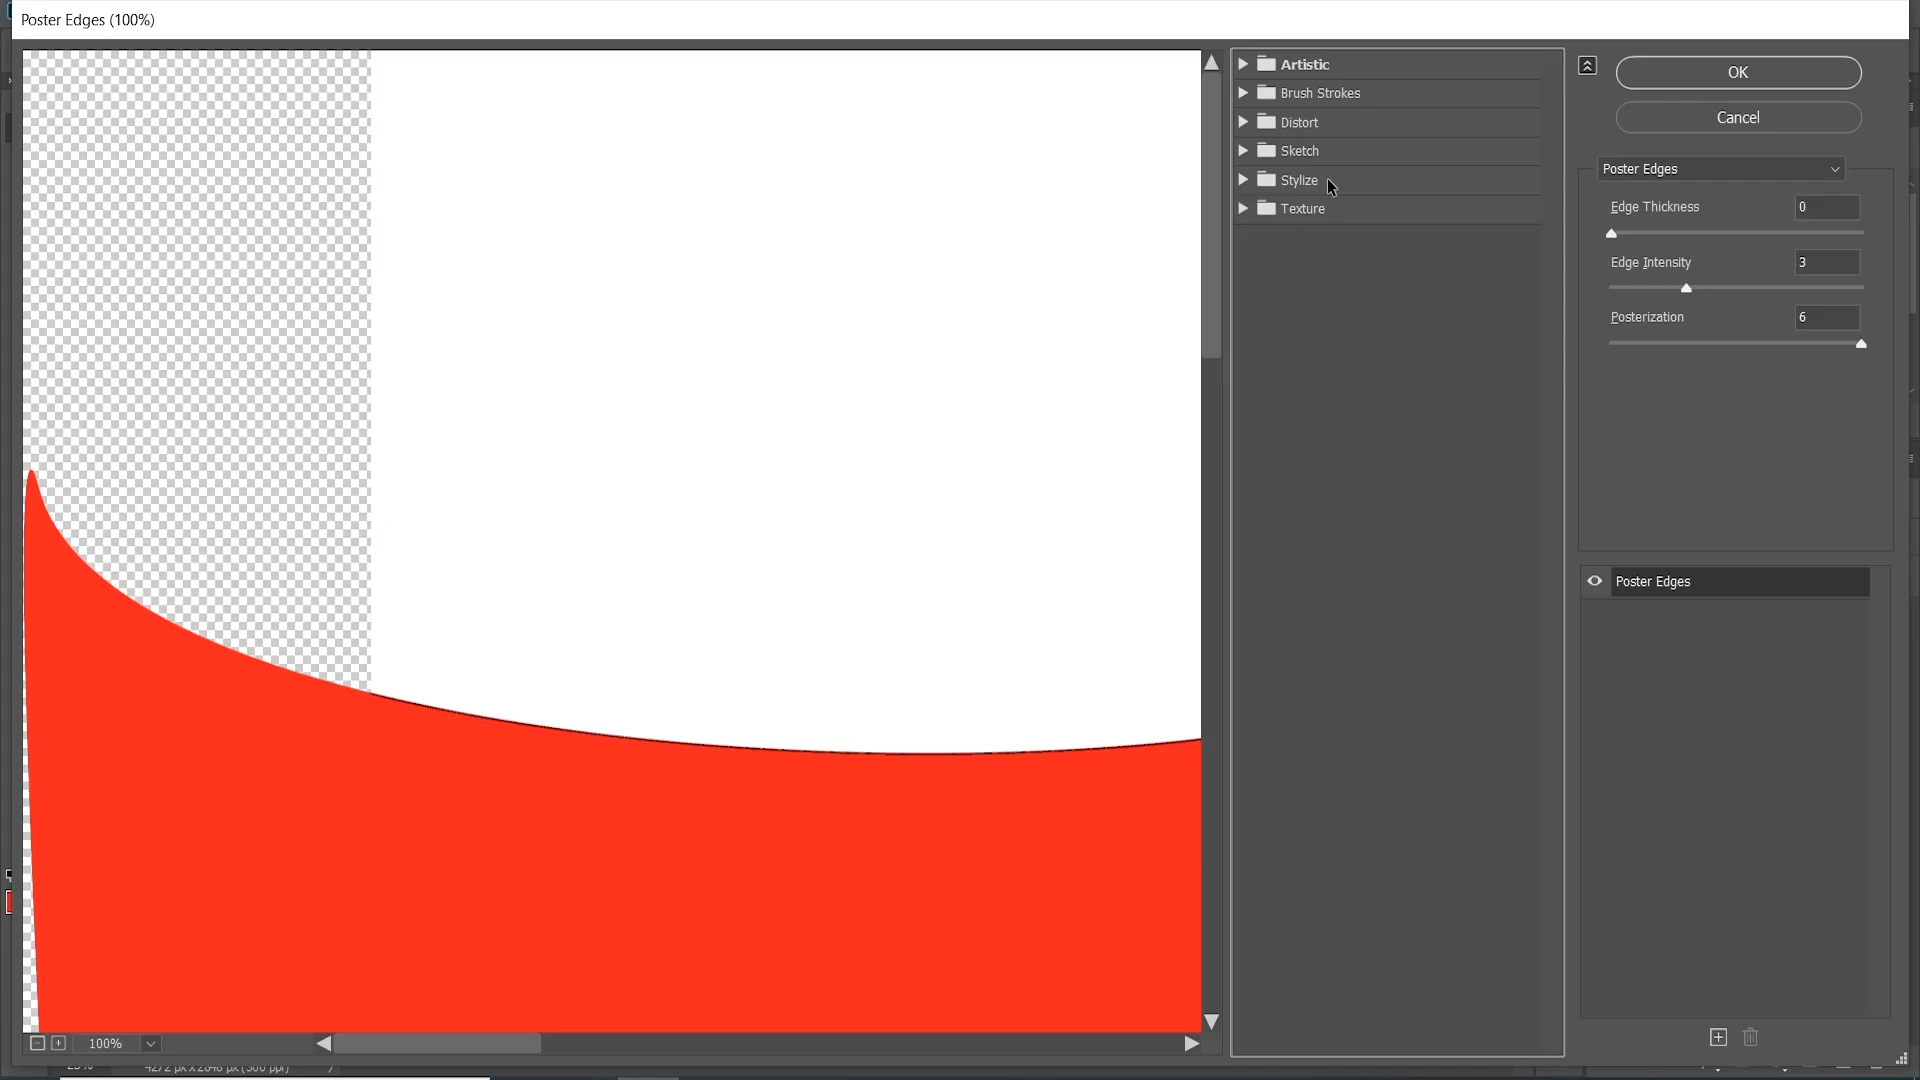 Poster Edges (100%)
Artistic
Brush Strokes
Distort
Sketch
Stylize
Texture
OK
Cancel
Poster Edges
Edge Thickness 0
Edge Intensity 3
Posterization 6
Poster Edges
100%